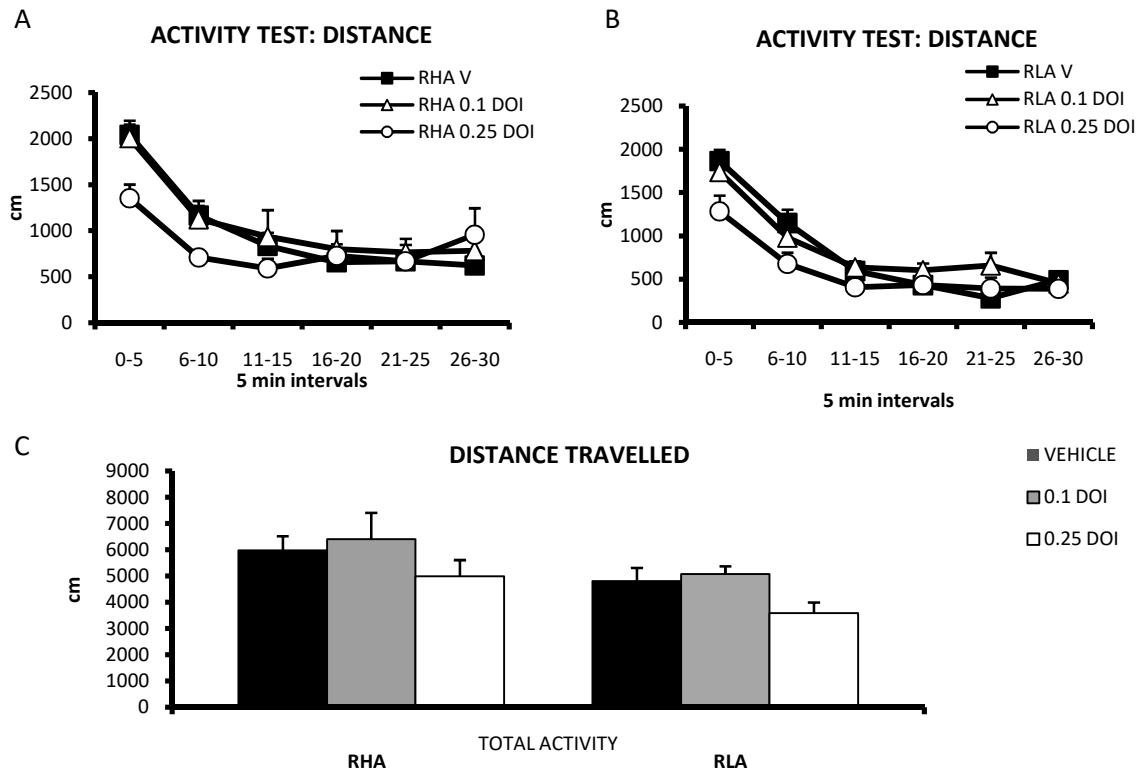 A
ACTIVITY TEST: DISTANCE
RHA V
RHA 0.1 DOI
RHA 0.25 DOI
2500
2000
1500
1000
500
0
cm
0-5 6-10 11-15 16-20 21-25 26-30
5 min intervals
B
ACTIVITY TEST: DISTANCE
RLA V
RLA 0.1 DOI
RLA 0.25 DOI
2500
2000
1500
1000
500
0
cm
0-5 6-10 11-15 16-20 21-25 26-30
5 min intervals
C
DISTANCE TRAVELLED
VEHICLE
0.1 DOI
0.25 DOI
9000
8000
7000
6000
5000
4000
3000
2000
1000
0
cm
TOTAL ACTIVITY
RHA RLA